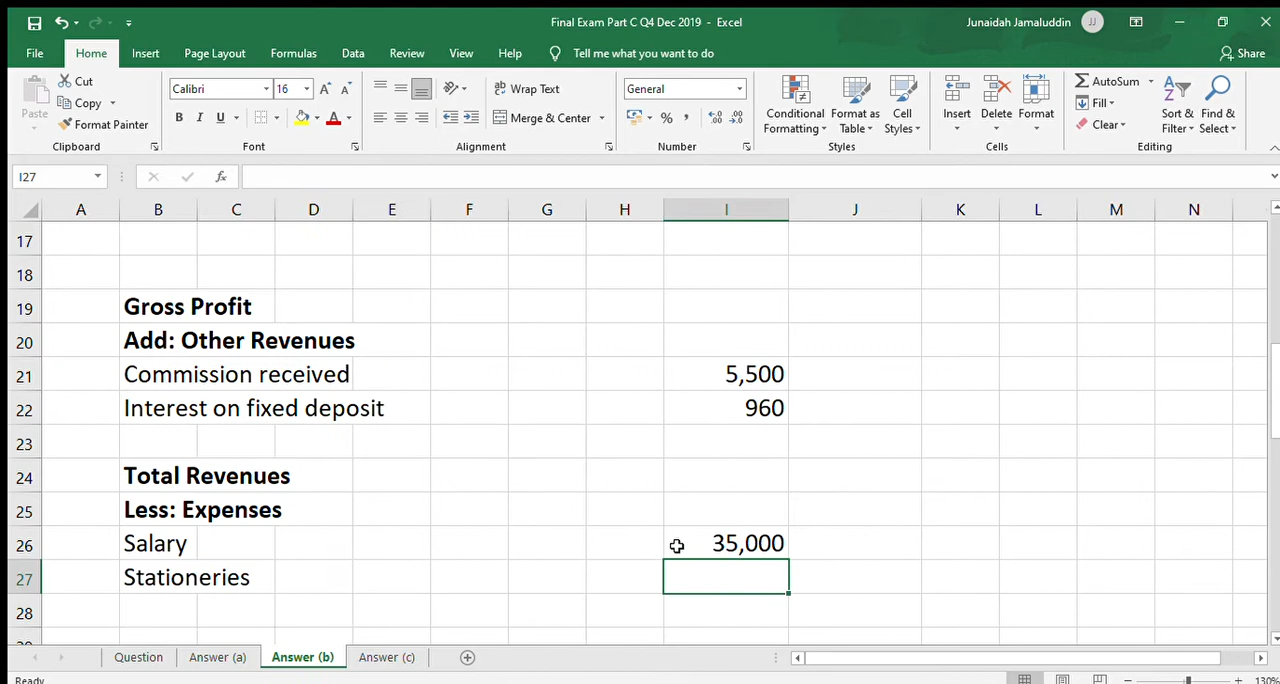 Final Exam Part C Q4 Dec 2019 - Excel
Junaidah Jamaluddin
JJ
File Home Insert Page Layout Formulas Data Review View Help Tell me what you want to do Share
Paste
Cut
Copy
Format Painter
Clipboard
Calibri 16 A A
B I U A
Font
Wrap Text
Merge & Center
Alignment
General
% ,
Number
Conditional Formatting
Format as Table
Cell Styles
Styles
Insert
Delete
Format
Cells
AutoSum
Fill
Clear
Sort & Filter
Find & Select
Editing
I27
fx
A B C D E F G H I J K L M N
17
18
19 Gross Profit
20 Add: Other Revenues
21 Commission received 5,500
22 Interest on fixed deposit 960
23
24 Total Revenues
25 Less: Expenses
26 Salary 35,000
27 Stationeries
28
Question Answer (a) Answer (b) Answer (c)
Ready
130%